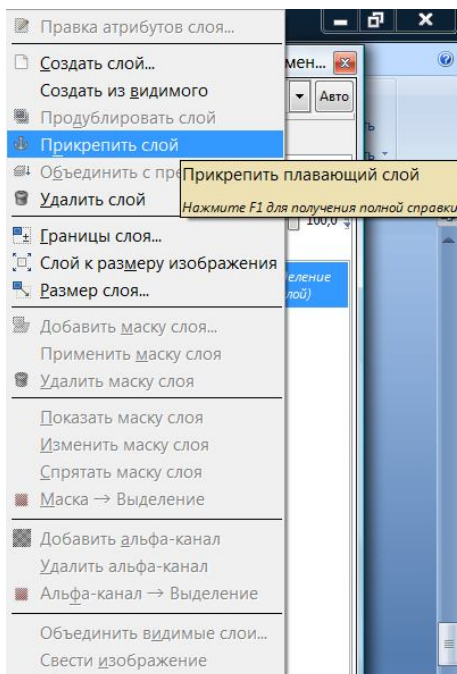 Правка атрибутов слоя...
Создать слой...
мен...
Создать из видимого
Авто
Продублировать слой
Прикрепить слой
Объединить с пре
Прикрепить плавающий слой
Удалить слой
Нажмите F1 для получения полной справки
100,0
Границы слоя...
Слой к размеру изображения
еление
Размер слоя...
лой)
Добавить маску слоя...
Применить маску слоя
Удалить маску слоя
Показать маску слоя
Изменить маску слоя
Спрятать маску слоя
Маска → Выделение
Добавить альфа-канал
Удалить альфа-канал
Альфа-канал → Выделение
Объединить видимые слои...
Свести изображение